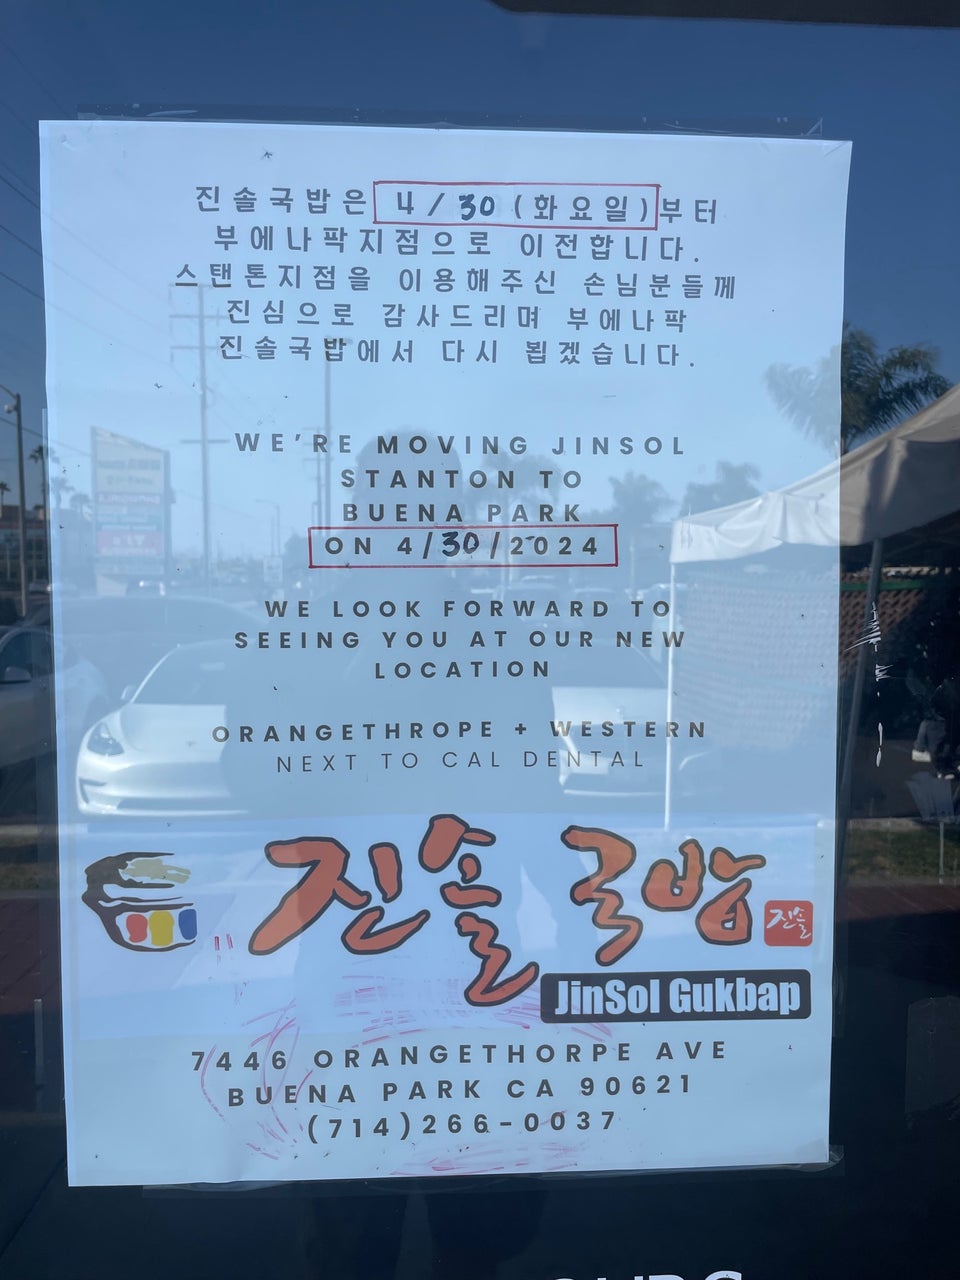 진솔국밥은 4/30(화요일)부터
부에나팍지점으로 이전합니다.
스탠톤지점을 이용해주신 손님분들께
진심으로 감사드리며 부에나팍
진솔국밥에서 다시 뵙겠습니다.
WE'RE MOVING JINSOL
STANTON TO
BUENA PARK
ON 4/30/2024
WE LOOK FORWARD TO
SEEING YOU AT OUR NEW
LOCATION
ORANGETHROPE + WESTERN
NEXT TO CAL DENTAL
진솔국밥
진솔
JinSol Gukbap
7446 ORANGETHORPE AVE
BUENA PARK CA 90621
(714)266-0037